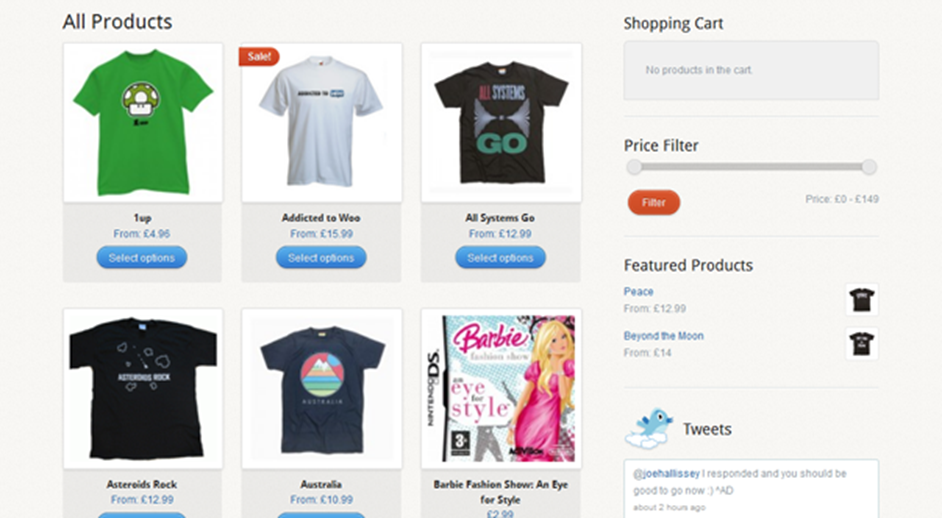 All Products
Sale!
ADDICTED TO WOO
ALL SYSTEMS
GO
1up
Addicted to Woo
All Systems Go
From: £4.96
From: £15.99
From: £12.99
Select options
Select options
Select options
ASTEROIDS ROCK
AUSTRALIA
NINTENDO DS
Barbie
fashion show
an
eye
for
style
3+
Activision
Asteroids Rock
Australia
Barbie Fashion Show: An Eye
for Style
From: £12.99
From: £10.99
£2.99
Shopping Cart
No products in the cart.
Price Filter
Filter
Price: £0 - £149
Featured Products
Peace
From: £12.99
Beyond the Moon
From: £14
Tweets
@joehallissey I responded and you should be
good to go now :) ^AD
about 2 hours ago